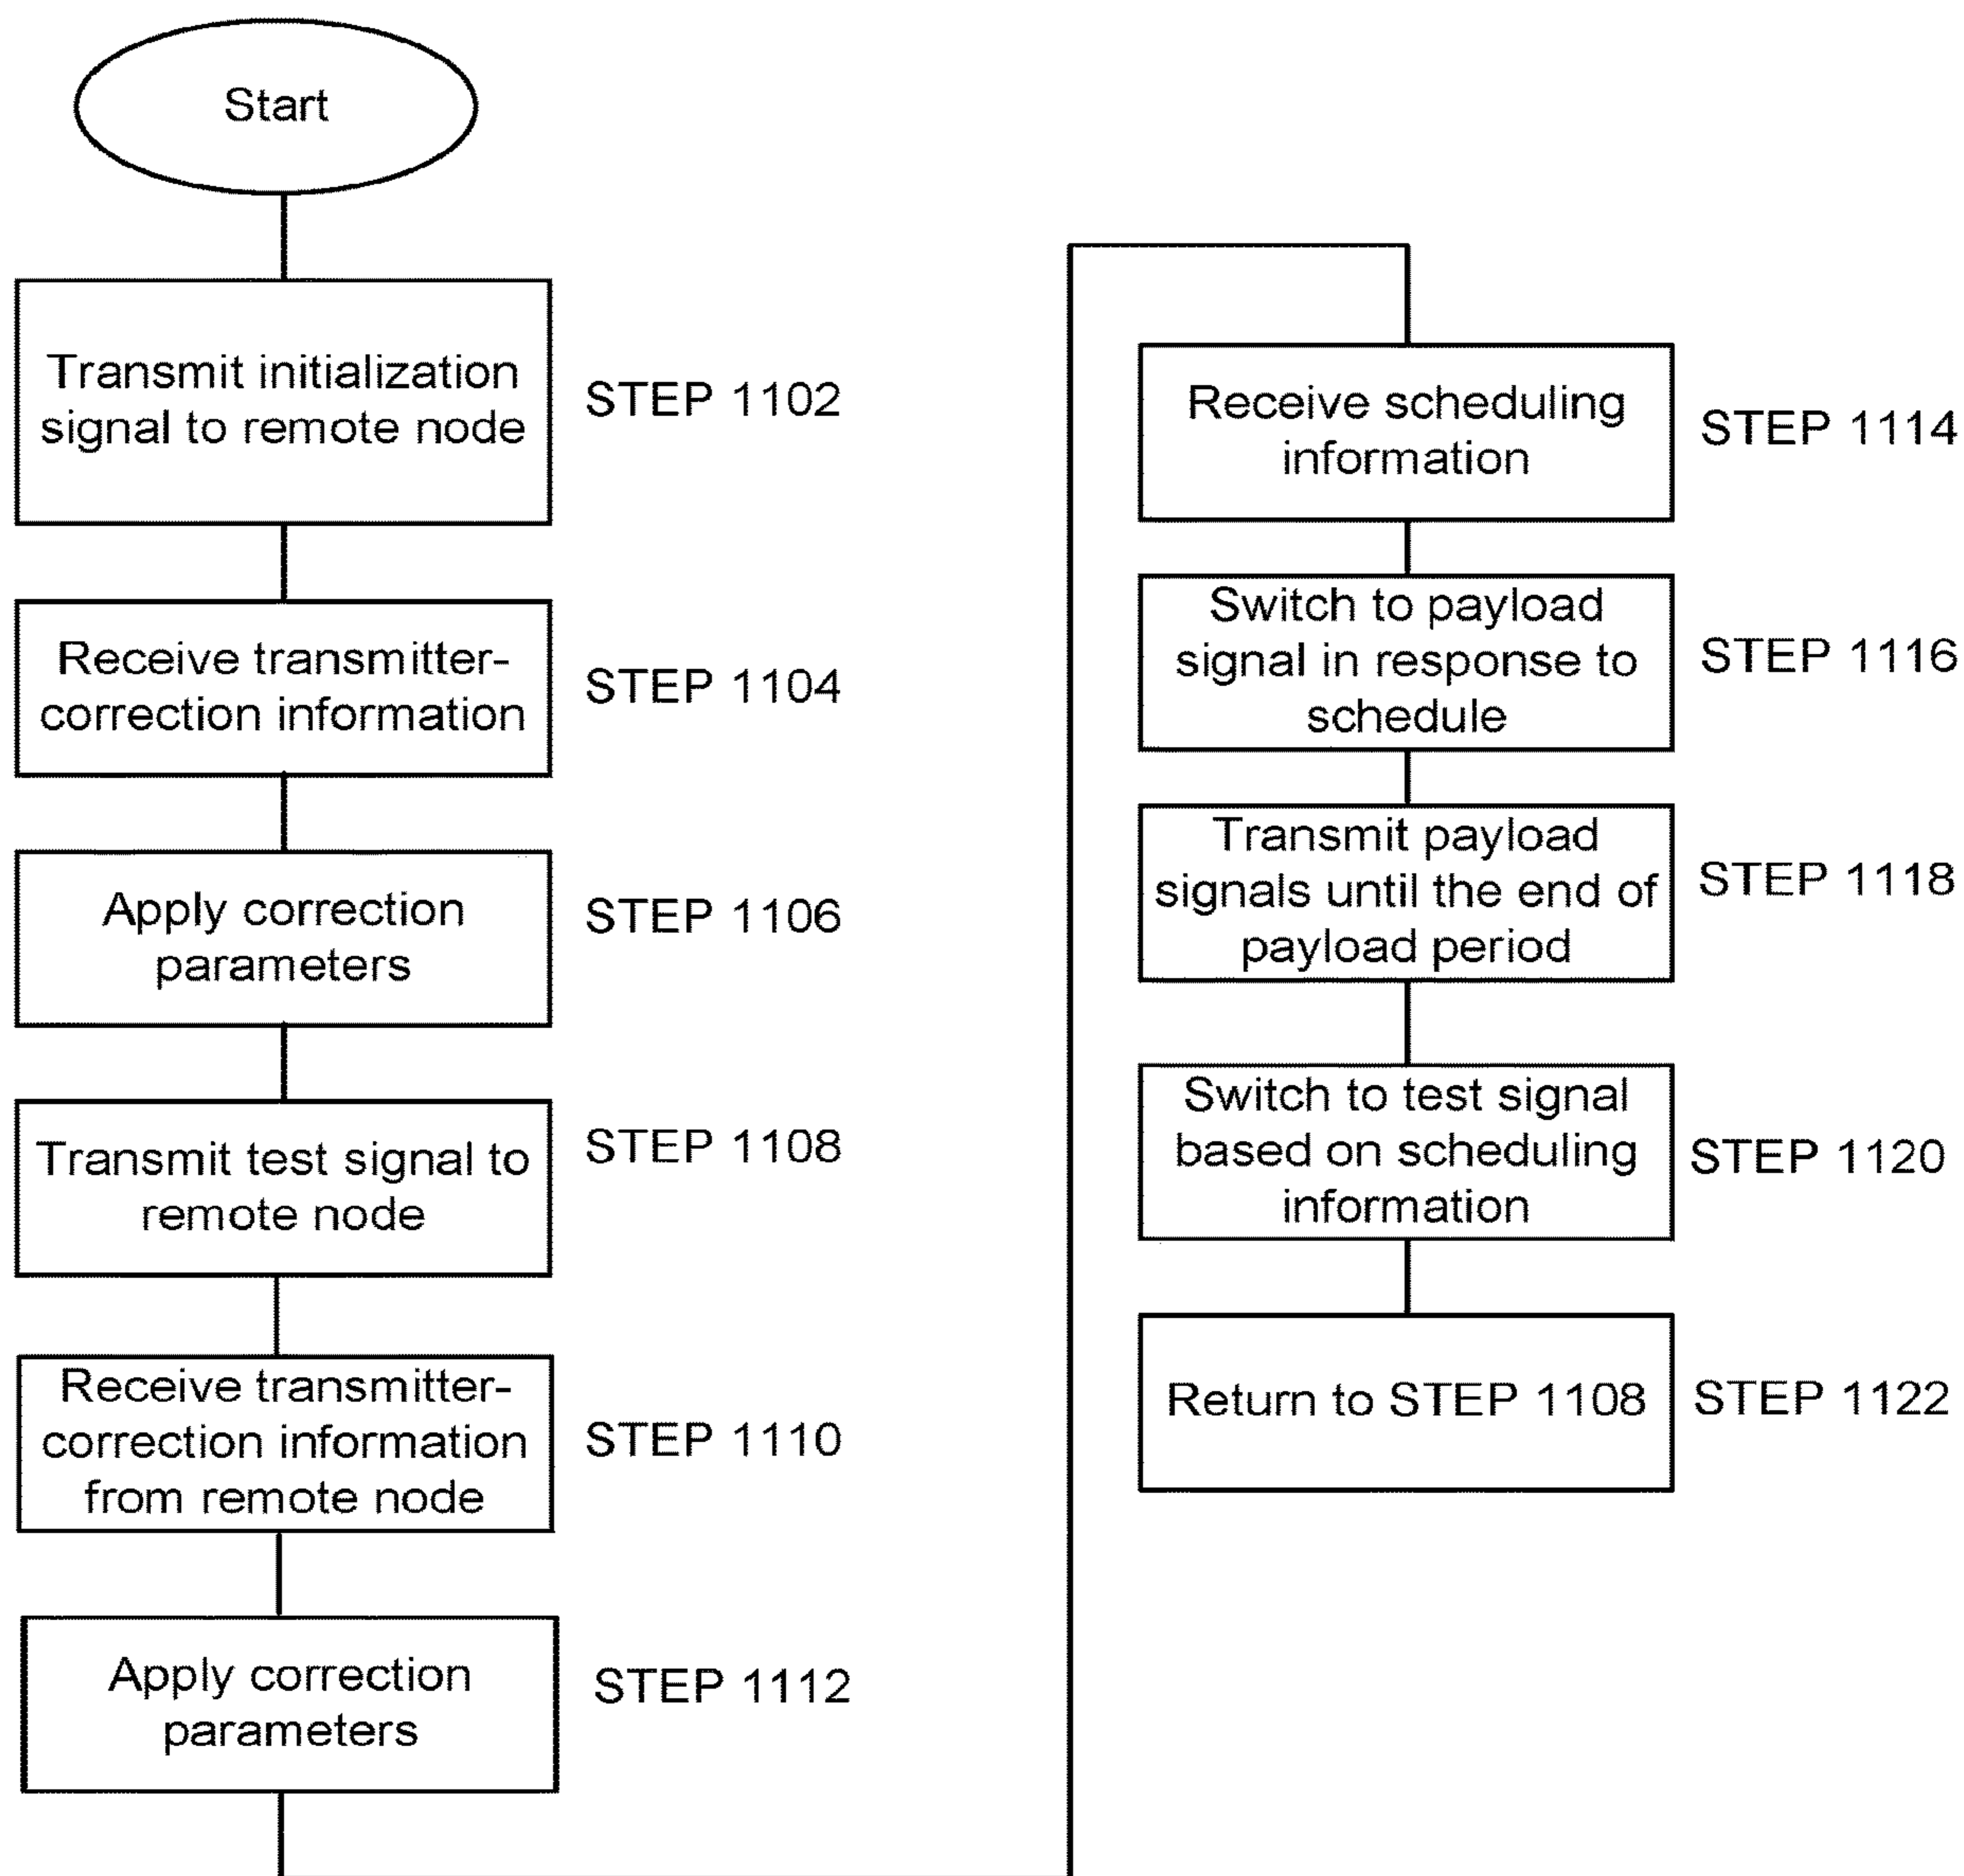 Start
Transmit initialization
signal to remote node
STEP 1102
Receive transmitter-
correction information
STEP 1104
Apply correction
parameters
STEP 1106
Transmit test signal to
remote node
STEP 1108
Receive transmitter-
correction information
from remote node
STEP 1110
Apply correction
parameters
STEP 1112
Receive scheduling
information
STEP 1114
Switch to payload
signal in response to
schedule
STEP 1116
Transmit payload
signals until the end of
payload period
STEP 1118
Switch to test signal
based on scheduling
information
STEP 1120
Return to STEP 1108
STEP 1122